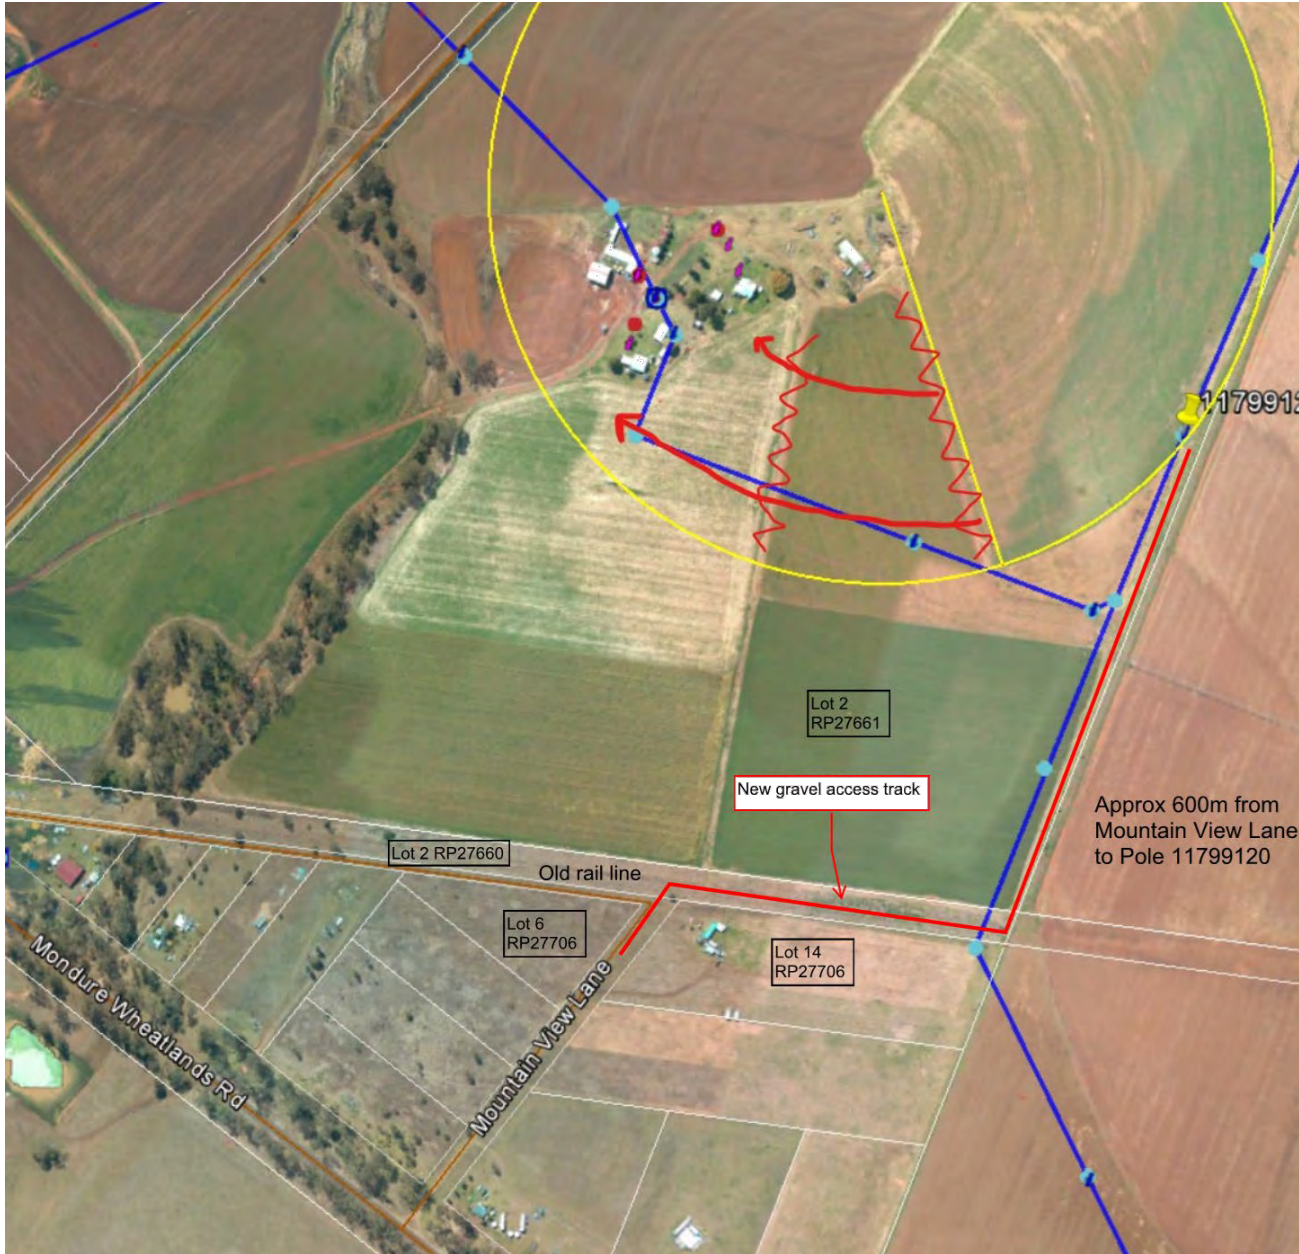 1179912
Lot 2
RP27661
New gravel access track
Approx 600m from
Mountain View Lane
to Pole 11799120
Lot 2 RP27660
Old rail line
Lot 6
RP27706
Lot 14
RP27706
Mondure Wheatlands Rd
Mountain View Lane